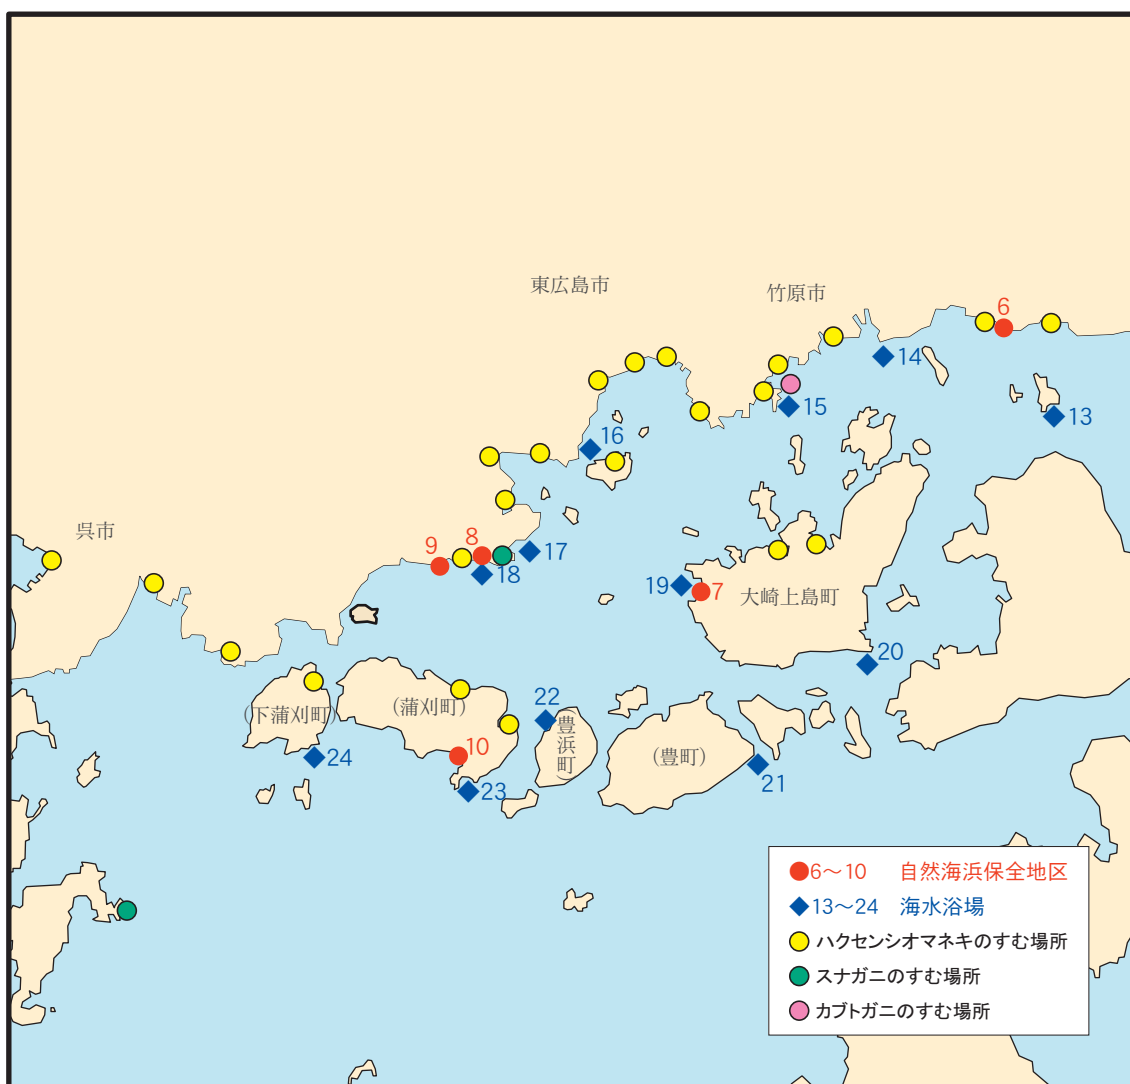 東広島市
竹原市
6
14
15
13
16
呉市
9
8
17
18
19
7
大崎上島町
20
22
(下蒲刈町)
(蒲刈町)
豊浜町)
(豊町)
10
24
23
21
6～10 自然海浜保全地区
13～24 海水浴場
ハクセンシオマネキのすむ場所
スナガニのすむ場所
カブトガニのすむ場所